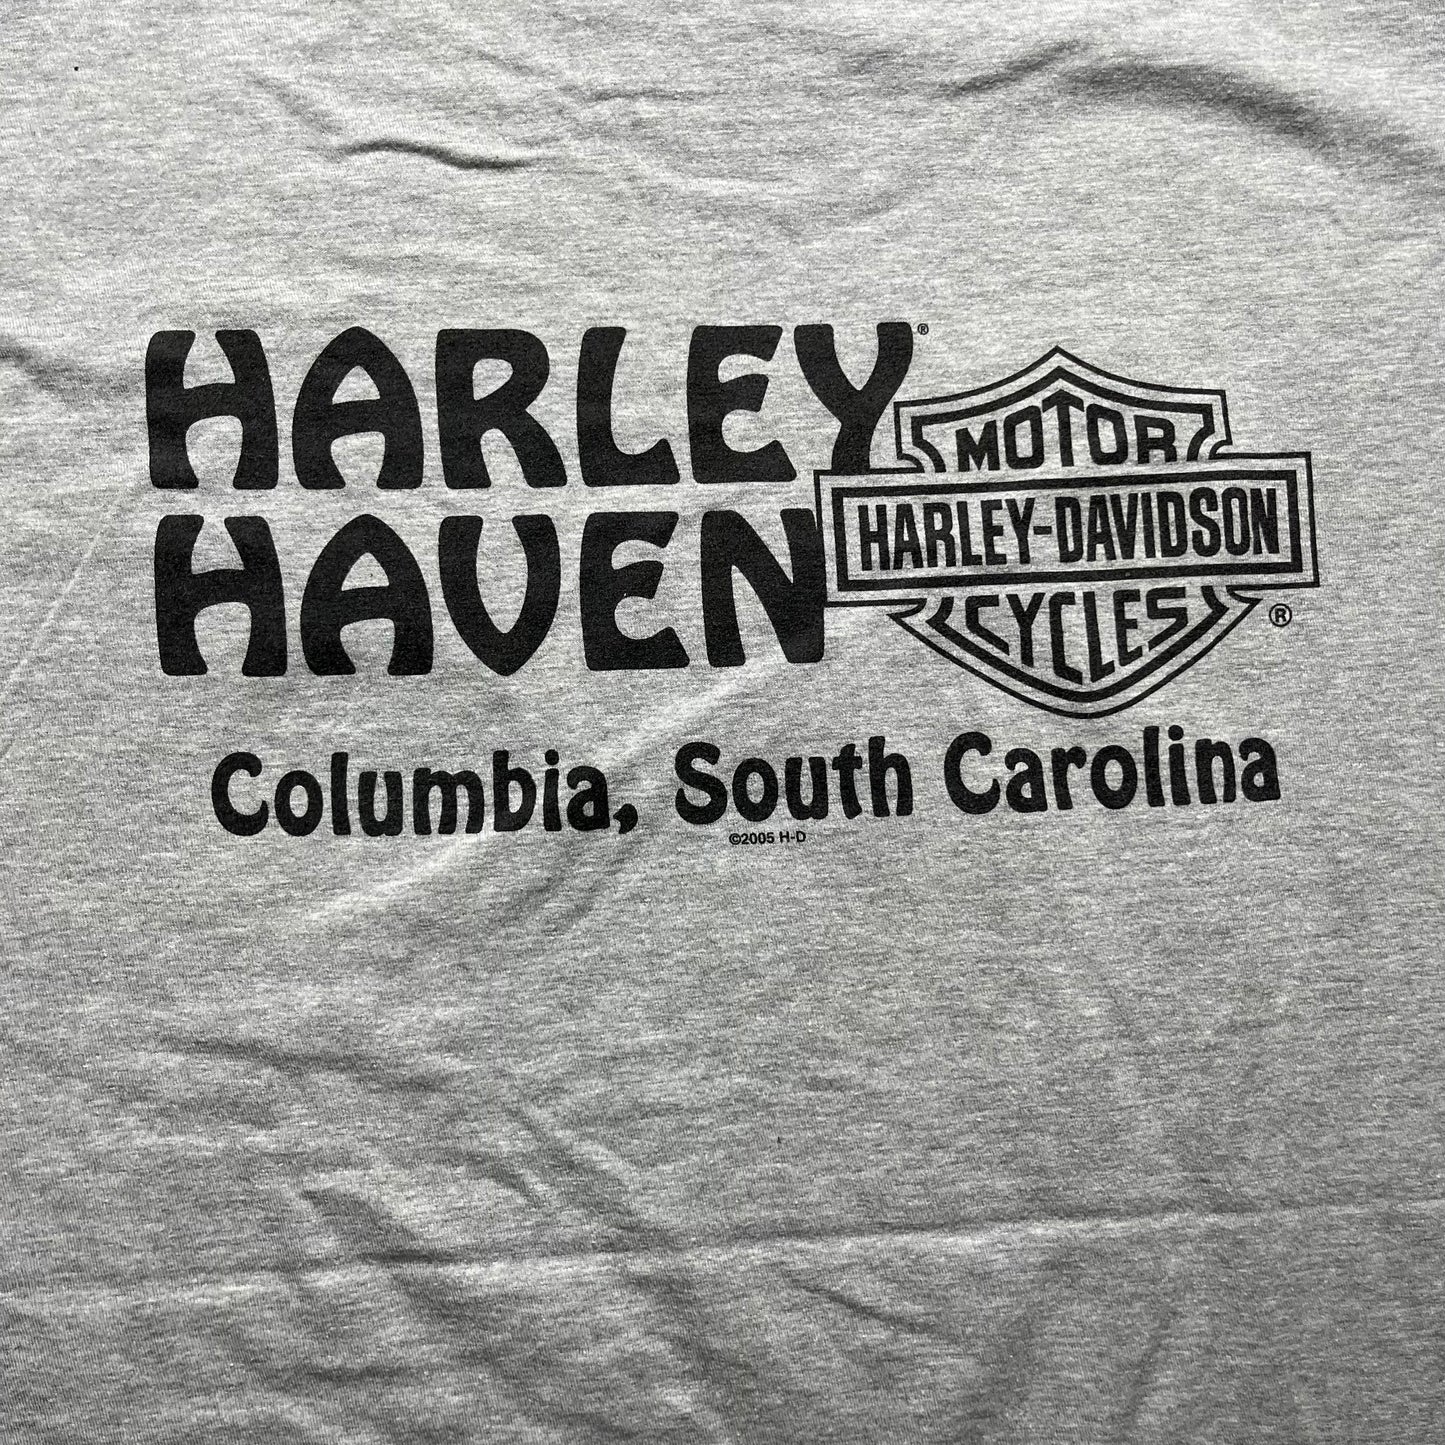 HARLEY®
HAVEN
MOTOR
HARLEY-DAVIDSON
CYCLES
®
Columbia, South Carolina
©2005 H-D